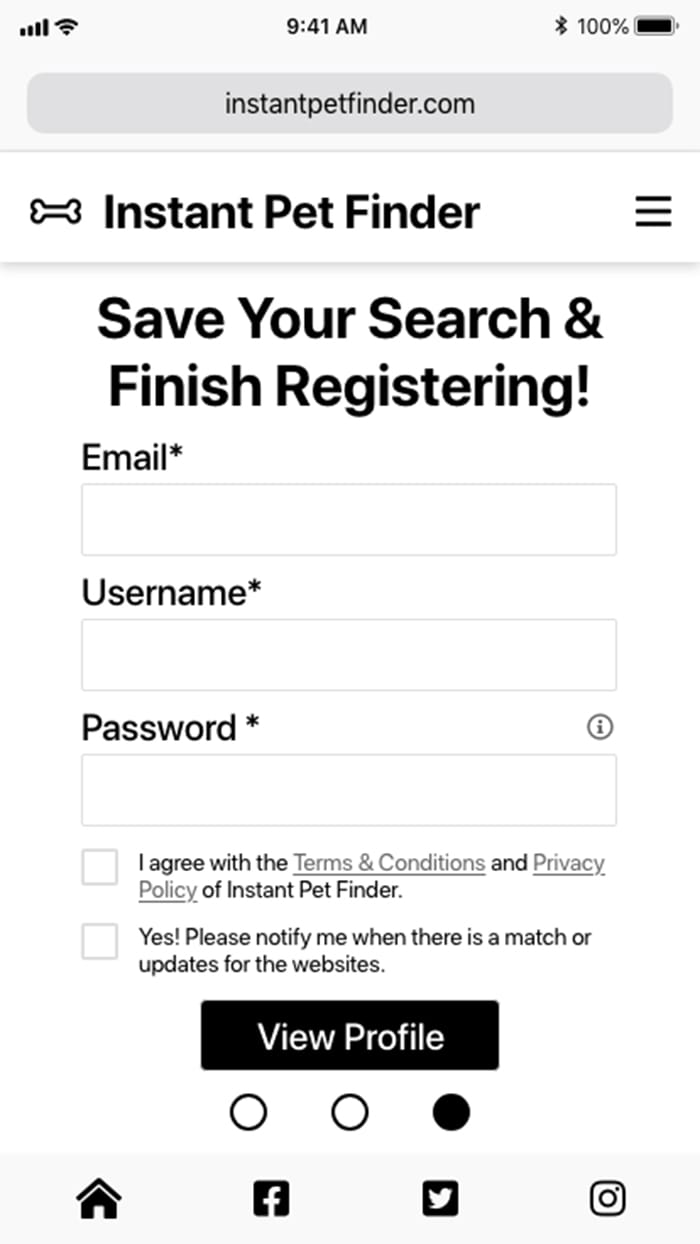 9:41 AM
100%
instantpetfinder.com
Instant Pet Finder
Save Your Search &
Finish Registering!
Email*
Username*
Password *
I agree with the Terms & Conditions and Privacy
Policy of Instant Pet Finder.
Yes! Please notify me when there is a match or
updates for the websites.
View Profile